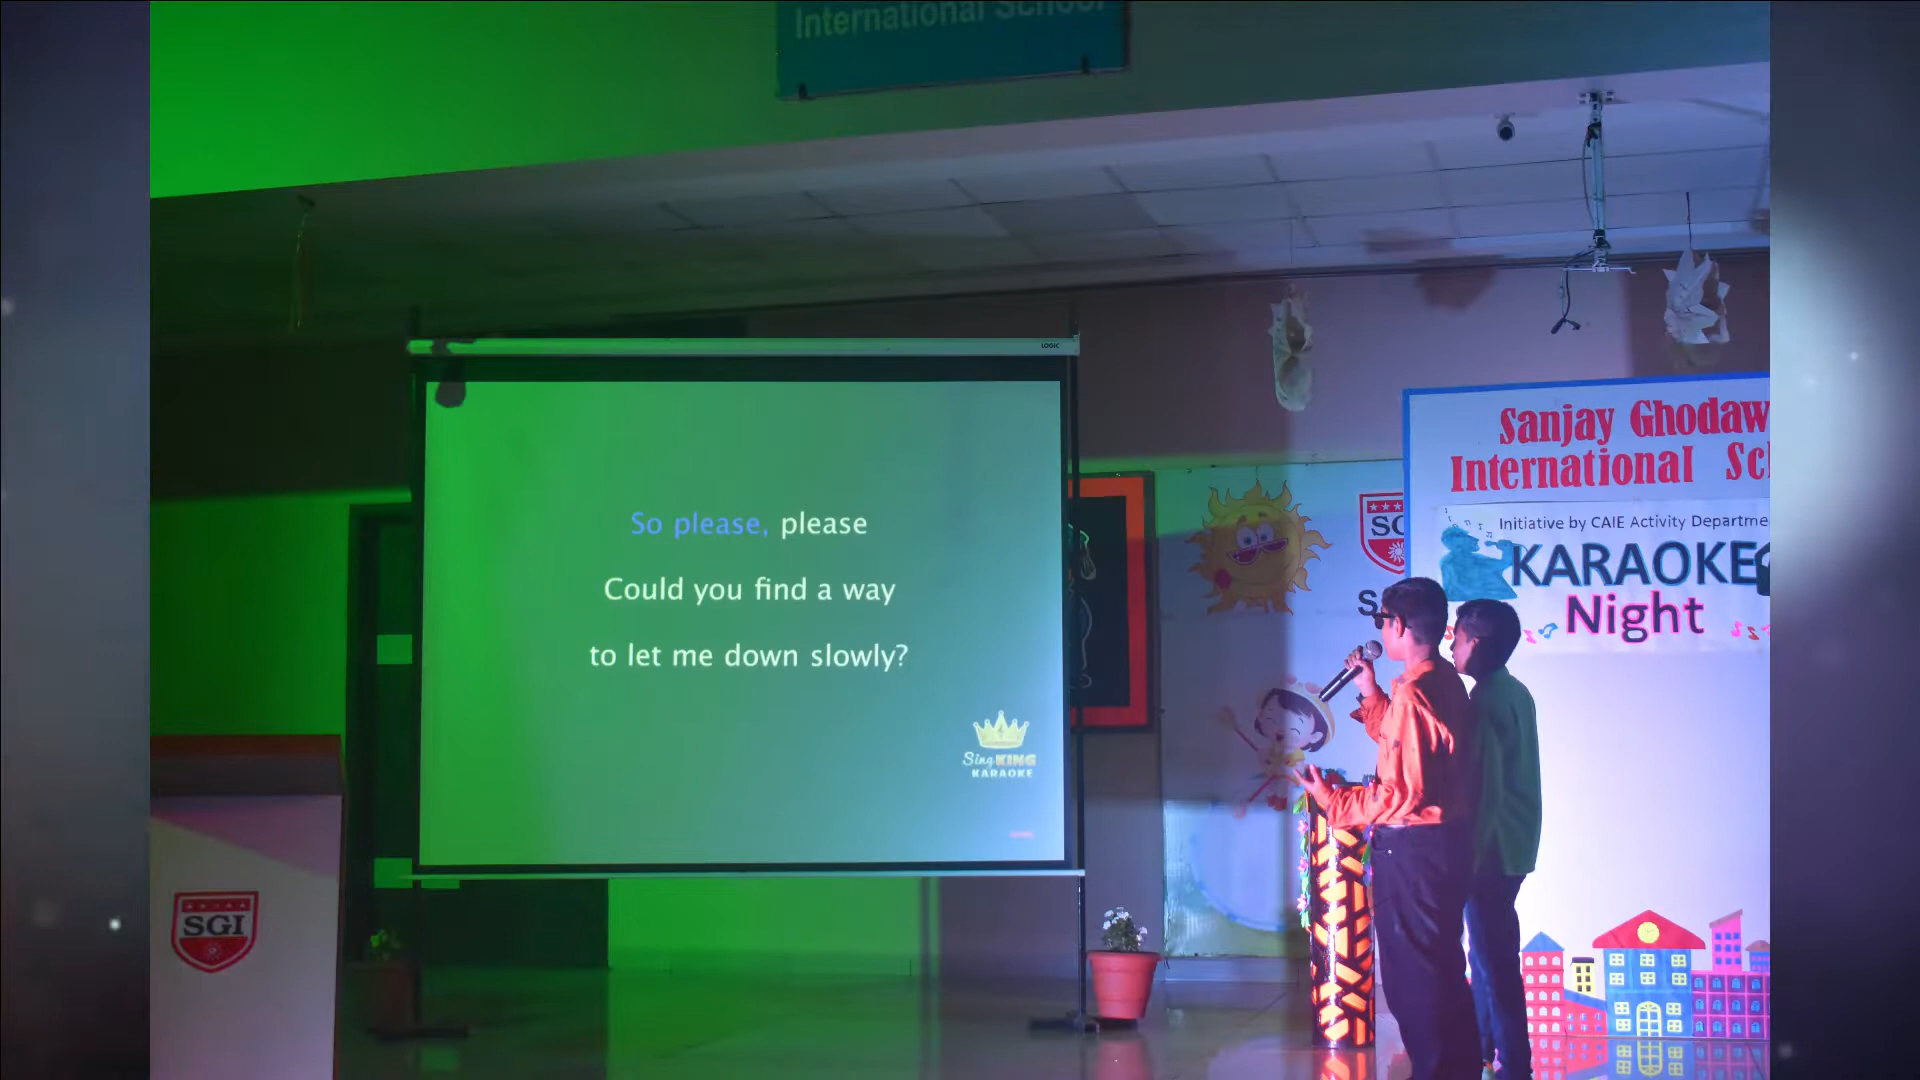 International School
LOGIC
So please, please
Could you find a way
to let me down slowly?
Sing KING
KARAOKE
Sanjay Ghodaw
International Sc
Initiative by CAIE Activity Departme
KARAOKE
Night
SGI